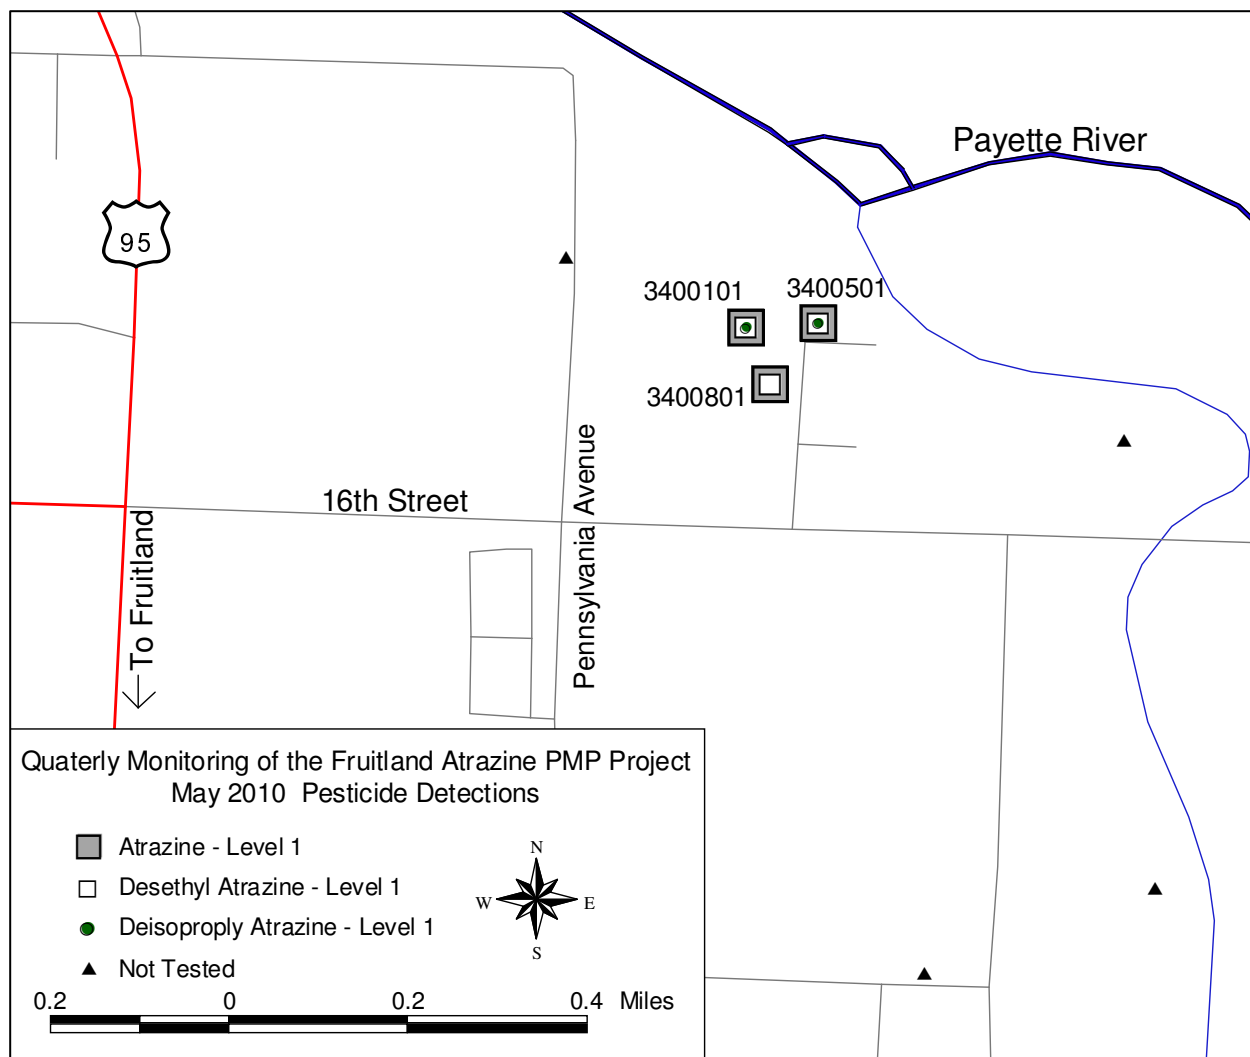 Payette River
95
3400101
3400501
3400801
16th Street
Pennsylvania Avenue
To Fruitland
Quaterly Monitoring of the Fruitland Atrazine PMP Project
May 2010 Pesticide Detections
Atrazine - Level 1
Desethyl Atrazine - Level 1
Deisoproply Atrazine - Level 1
Not Tested
N
W
E
S
0.2 0 0.2 0.4 Miles